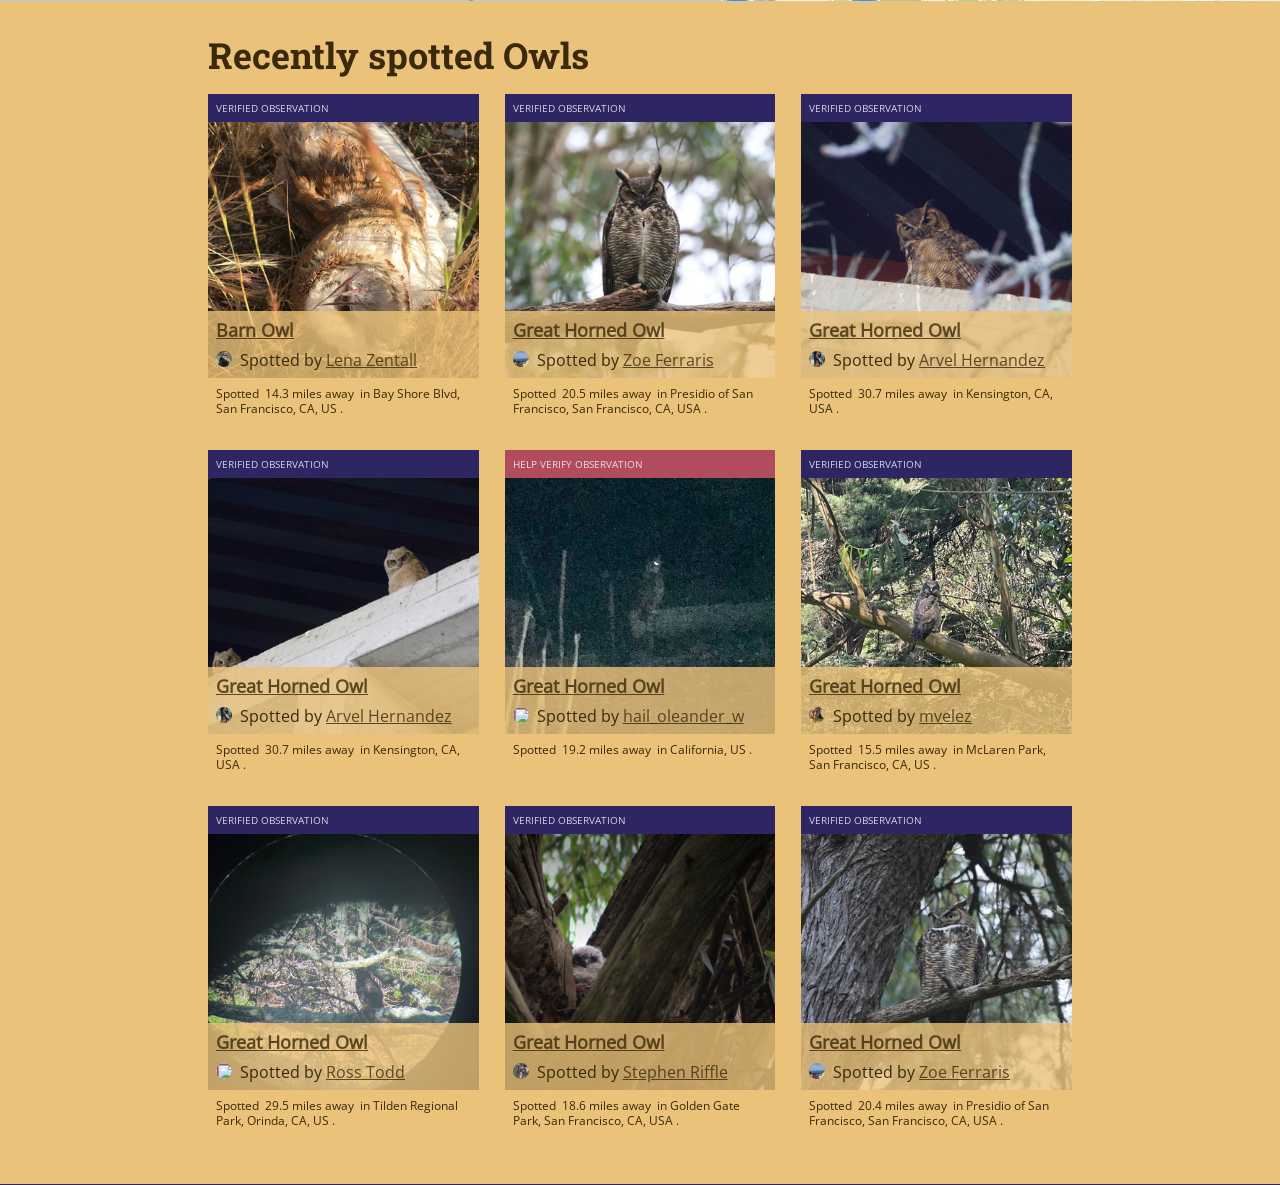 Recently spotted Owls
VERIFIED OBSERVATION
Barn Owl
Spotted by Lena Zentall
Spotted 14.3 miles away in Bay Shore Blvd,
San Francisco, CA, US .
VERIFIED OBSERVATION
Great Horned Owl
Spotted by Zoe Ferraris
Spotted 20.5 miles away in Presidio of San
Francisco, San Francisco, CA, USA .
VERIFIED OBSERVATION
Great Horned Owl
Spotted by Arvel Hernandez
Spotted 30.7 miles away in Kensington, CA,
USA .
VERIFIED OBSERVATION
Great Horned Owl
Spotted by Arvel Hernandez
Spotted 30.7 miles away in Kensington, CA,
USA .
HELP VERIFY OBSERVATION
Great Horned Owl
Spotted by hail_oleander_w
Spotted 19.2 miles away in California, US .
VERIFIED OBSERVATION
Great Horned Owl
Spotted by mvelez
Spotted 15.5 miles away in McLaren Park,
San Francisco, CA, US .
VERIFIED OBSERVATION
Great Horned Owl
Spotted by Ross Todd
Spotted 29.5 miles away in Tilden Regional
Park, Orinda, CA, US .
VERIFIED OBSERVATION
Great Horned Owl
Spotted by Stephen Riffle
Spotted 18.6 miles away in Golden Gate
Park, San Francisco, CA, USA .
VERIFIED OBSERVATION
Great Horned Owl
Spotted by Zoe Ferraris
Spotted 20.4 miles away in Presidio of San
Francisco, San Francisco, CA, USA .